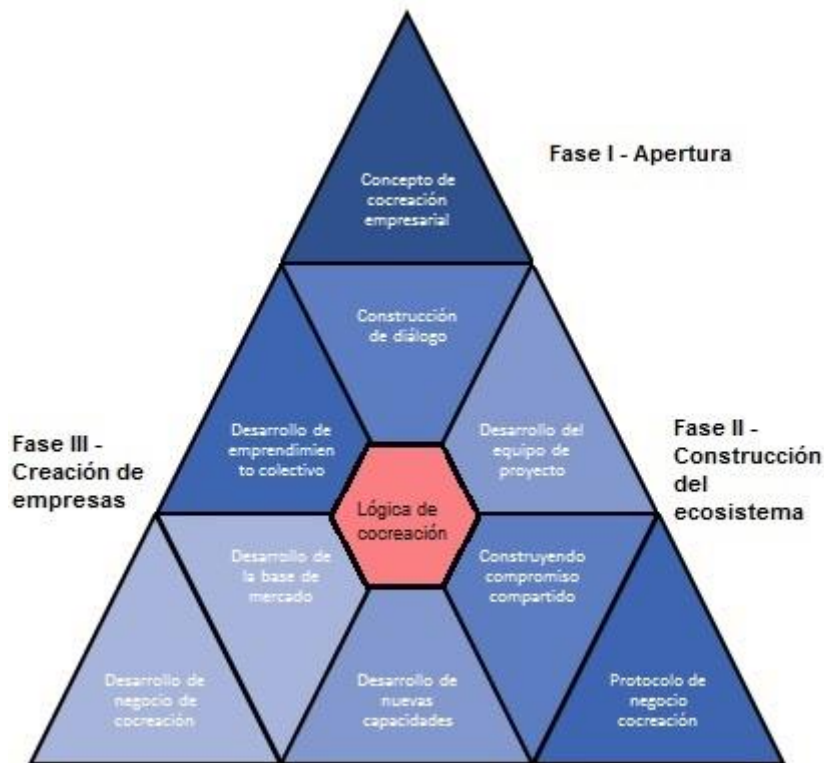 Concepto de
cocreación
empresarial
Fase I - Apertura
Construcción
de diálogo
Fase III -
Creación de
empresas
Desarrollo de
emprendimien
to colectivo
Desarrollo del
equipo de
proyecto
Fase II -
Construcción
del
ecosistema
Lógica de
cocreación
Desarrollo de
la base de
mercado
Construyendo
compromiso
compartido
Desarrollo de
negocio de
cocreación
Desarrollo de
nuevas
capacidades
Protocolo de
negocio
cocreación